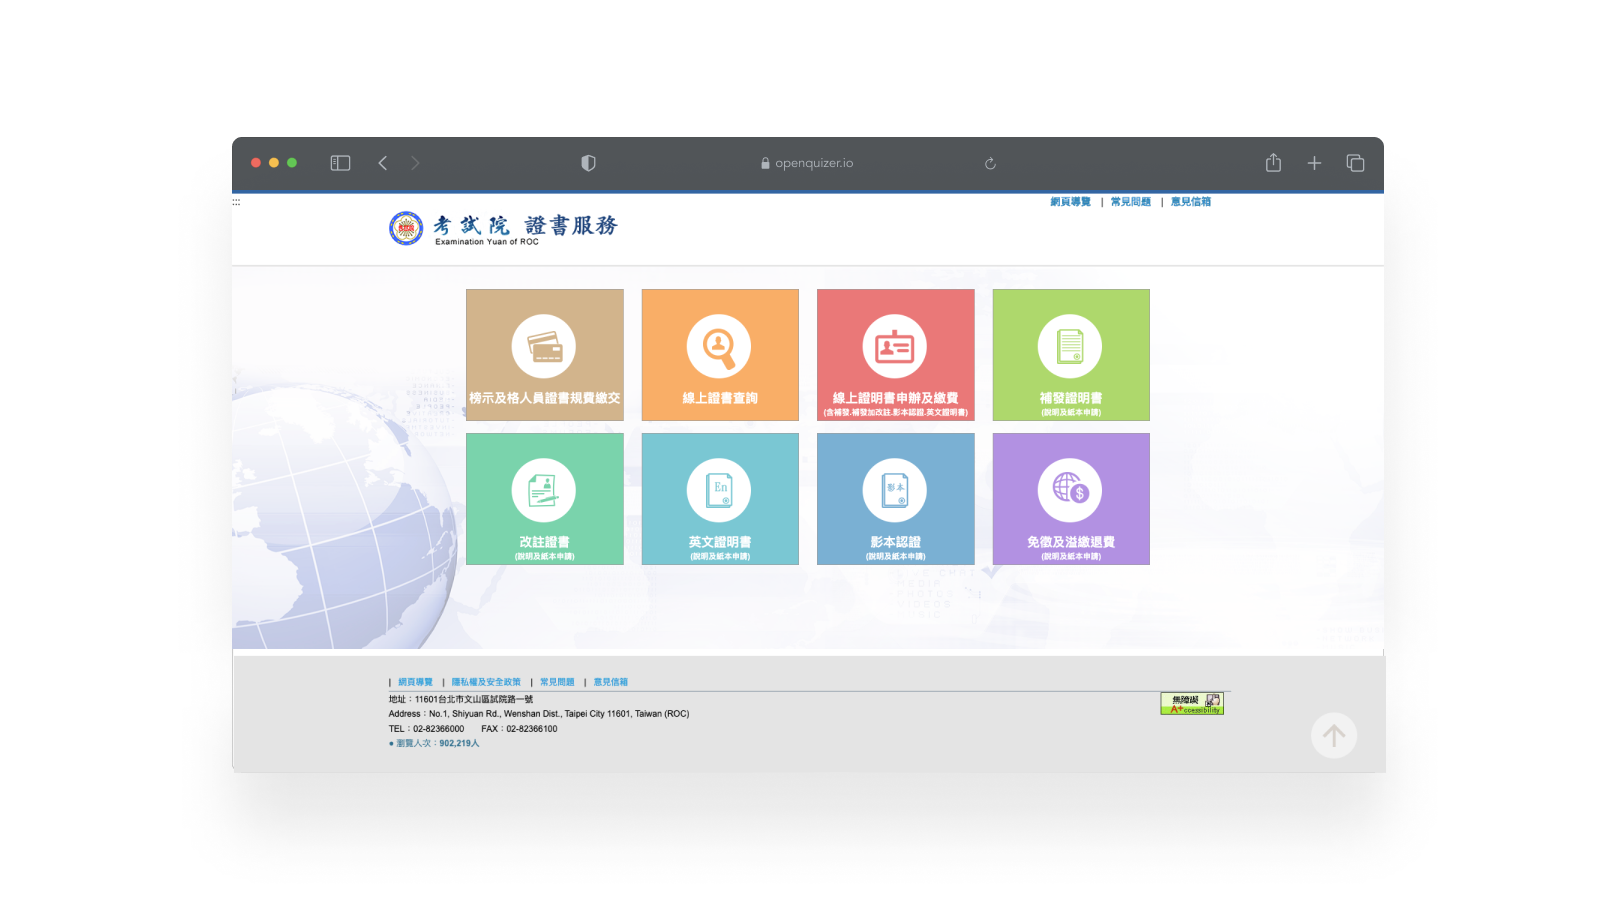 openquizer.io
:::
網頁導覽 | 常見問題 | 意見信箱
考試院 證書服務
Examination Yuan of ROC
榜示及格人員證書規費繳交
線上證書查詢
線上證明書申辦及繳費
(含補發.補發加改註.影本認證.英文證明書)
補發證明書
(說明及紙本申請)
改註證書
(說明及紙本申請)
En
英文證明書
(說明及紙本申請)
影本
影本認證
(說明及紙本申請)
$
免徵及溢繳退費
(說明及紙本申請)
| 網頁導覽 | 隱私權及安全政策 | 常見問題 | 意見信箱
地址：11601台北市文山區試院路一號
Address：No.1, Shiyuan Rd., Wenshan Dist., Taipei City 11601, Taiwan (ROC)
TEL：02-82366000 FAX：02-82366100
● 瀏覽人次：902,219人
無障礙
A+ccessibility